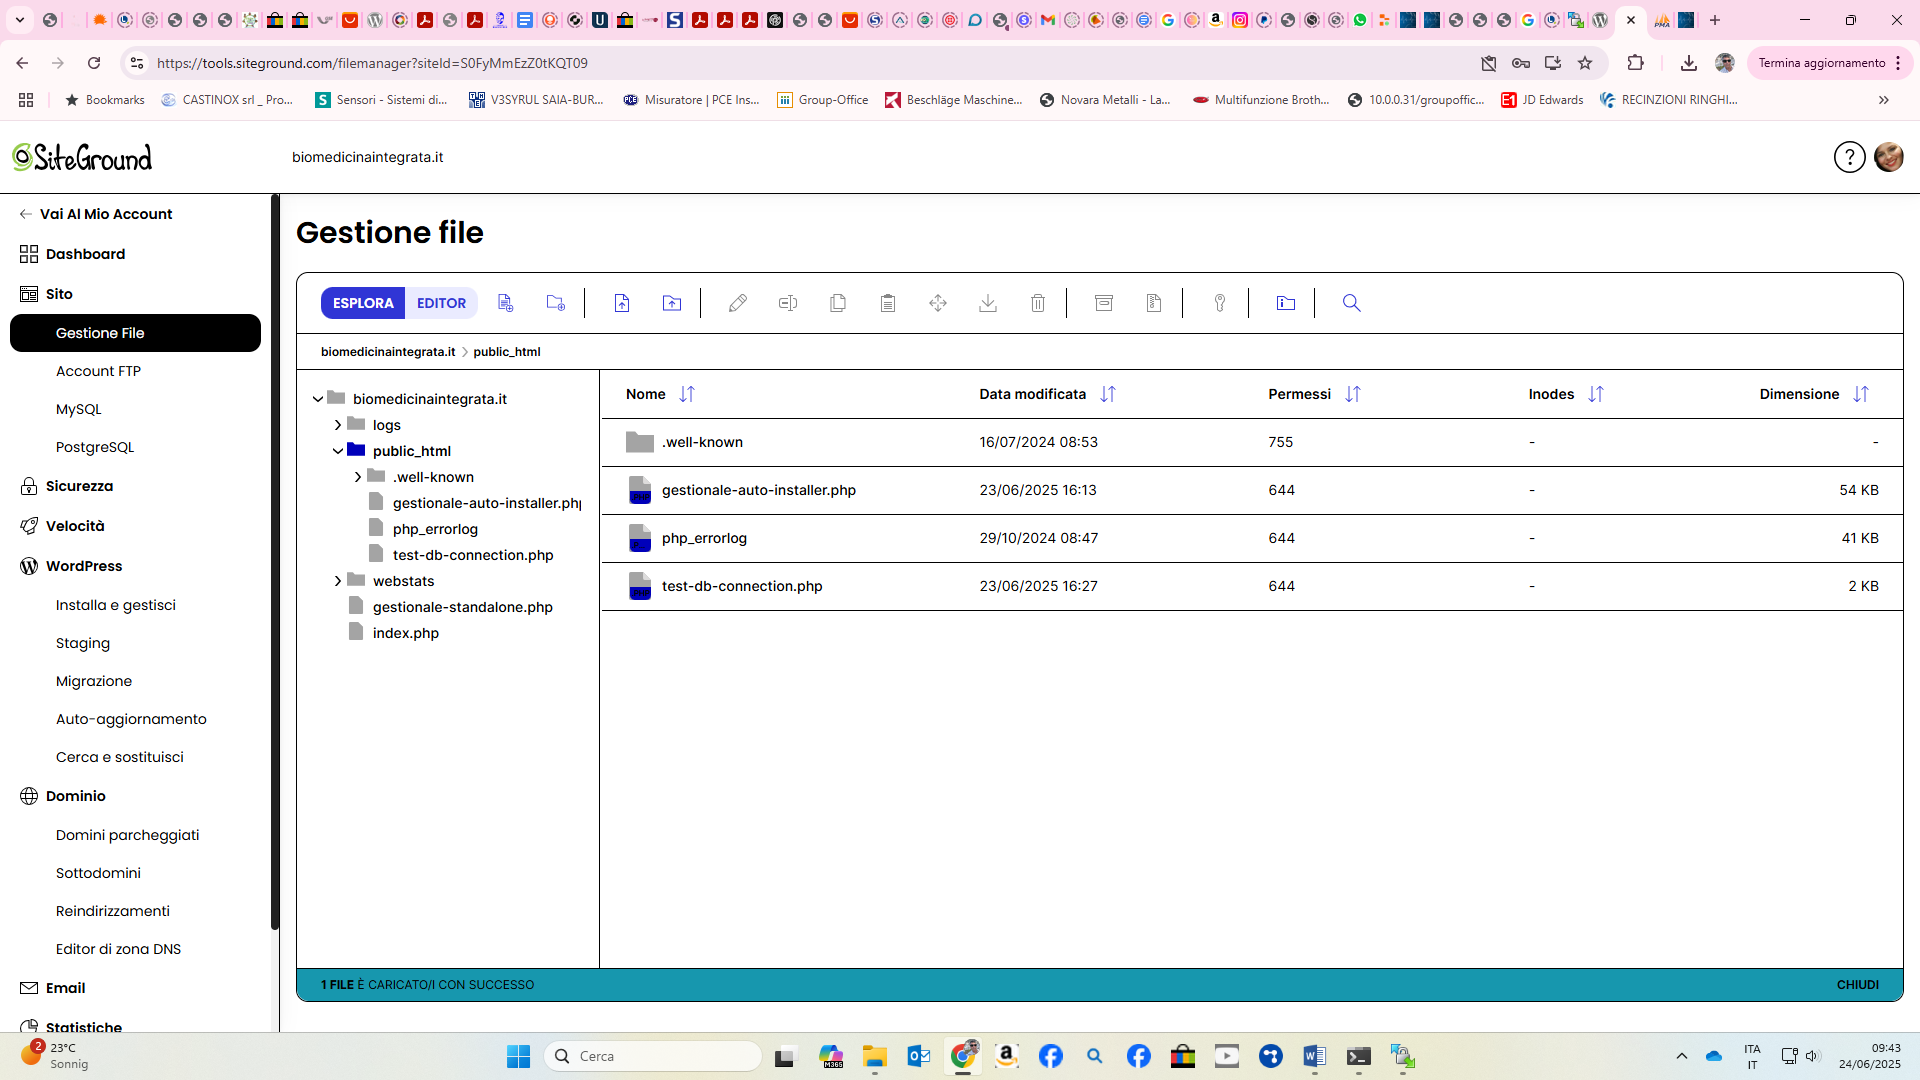 https://tools.siteground.com/filemanager?siteId=S0FyMmEzZ0tKQT09
Termina aggiornamento
Bookmarks
CASTINOX srl _ Pro...
Sensori - Sistemi di...
V3SYRUL SAIA-BUR...
Misuratore | PCE Ins...
Group-Office
Beschläge Maschine...
Novara Metalli - La...
Multifunzione Broth...
10.0.0.31/groupoffic...
JD Edwards
RECINZIONI RINGHI...
SiteGround
biomedicinaintegrata.it
?
Vai Al Mio Account
Dashboard
Sito
Gestione File
Account FTP
MySQL
PostgreSQL
Sicurezza
Velocità
WordPress
Installa e gestisci
Staging
Migrazione
Auto-aggiornamento
Cerca e sostituisci
Dominio
Domini parcheggiati
Sottodomini
Reindirizzamenti
Editor di zona DNS
Email
Statistiche
Gestione file
ESPLORA
EDITOR
biomedicinaintegrata.it > public_html
biomedicinaintegrata.it
logs
public_html
.well-known
gestionale-auto-installer.php
php_errorlog
test-db-connection.php
webstats
gestionale-standalone.php
index.php
Nome Data modificata Permessi Inodes Dimensione
.well-known 16/07/2024 08:53 755 - -
gestionale-auto-installer.php 23/06/2025 16:13 644 - 54 KB
php_errorlog 29/10/2024 08:47 644 - 41 KB
test-db-connection.php 23/06/2025 16:27 644 - 2 KB
1 FILE È CARICATO/I CON SUCCESSO
CHIUDI
2
23°C
Sonnig
Cerca
ITA
IT
09:43
24/06/2025